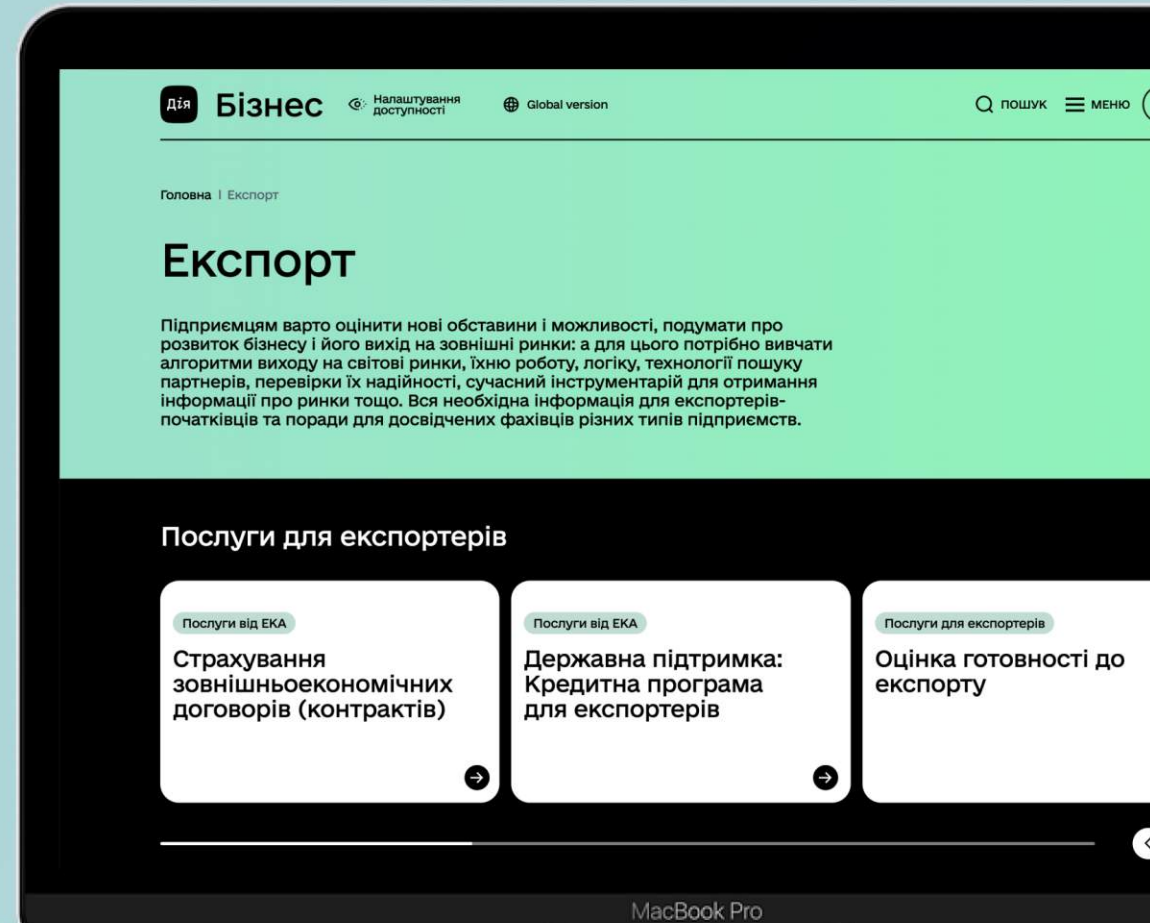 Дія Бізнес Налаштування доступності Global version ПОШУК МЕНЮ
Головна | Експорт
Експорт
Підприємцям варто оцінити нові обставини і можливості, подумати про
розвиток бізнесу і його вихід на зовнішні ринки: а для цього потрібно вивчати
алгоритми виходу на світові ринки, їхню роботу, логіку, технології пошуку
партнерів, перевірки їх надійності, сучасний інструментарій для отримання
інформації про ринки тощо. Вся необхідна інформація для експортерів-
початківців та поради для досвідчених фахівців різних типів підприємств.
Послуги для експортерів
Послуги від ЕКА
Страхування
зовнішньоекономічних
договорів (контрактів)
Послуги від ЕКА
Державна підтримка:
Кредитна програма
для експортерів
Послуги для експортерів
Оцінка готовності до
експорту
MacBook Pro